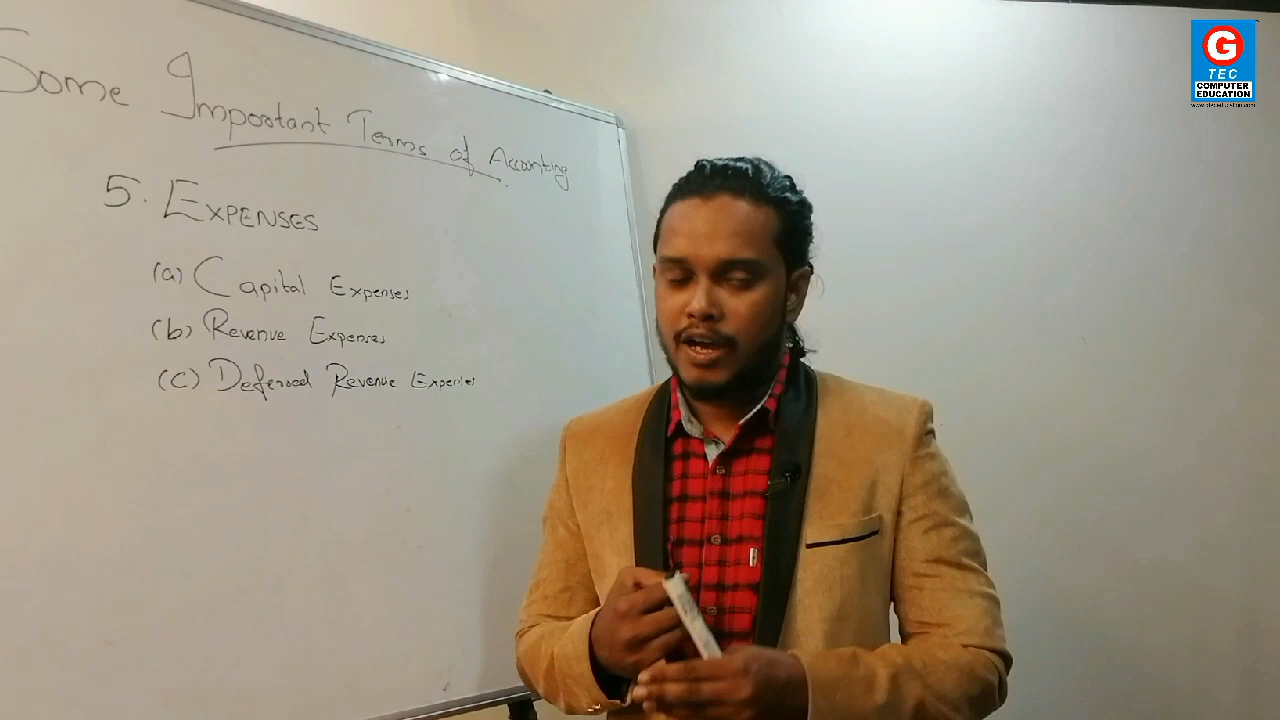 Some Important Terms of Accounting
5. EXPENSES
(a) Capital Expenses
(b) Revenue Expenses
(c) Deferred Revenue Expenses
G
TEC
COMPUTER
EDUCATION